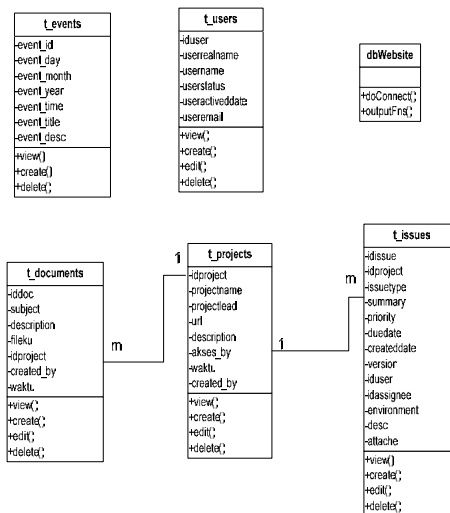 t_events
-event_id
-event_day
-event_month
-event_year
-event_time
-event_title
-event_desc
+view()
+create()
+delete()
t_users
-iduser
-userrealname
-username
-userstatus
-useractiveddate
-useremail
+view()
+create()
+edit()
+delete()
dbWebsite
+doConnect()
+outputFns()
t_documents
-iddoc
-subject
-description
-fileku
-idproject
-created_by
-waktu
+view()
+create()
+edit()
+delete()
m
1
t_projects
-idproject
-projectname
-projectlead
-url
-description
-akses_by
-waktu
-created_by
+view()
+create()
+edit()
+delete()
1
m
t_issues
-idissue
-idproject
-issuetype
-summary
-priority
-duedate
-createddate
-version
-iduser
-idassignee
-environment
-desc
-attache
+view()
+create()
+edit()
+delete()